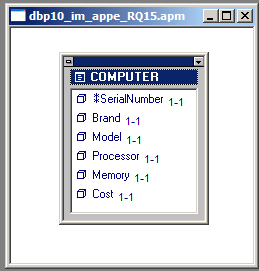 dbp10_im_appe_RQ15.apm
COMPUTER
*SerialNumber 1-1
Brand 1-1
Model 1-1
Processor 1-1
Memory 1-1
Cost 1-1